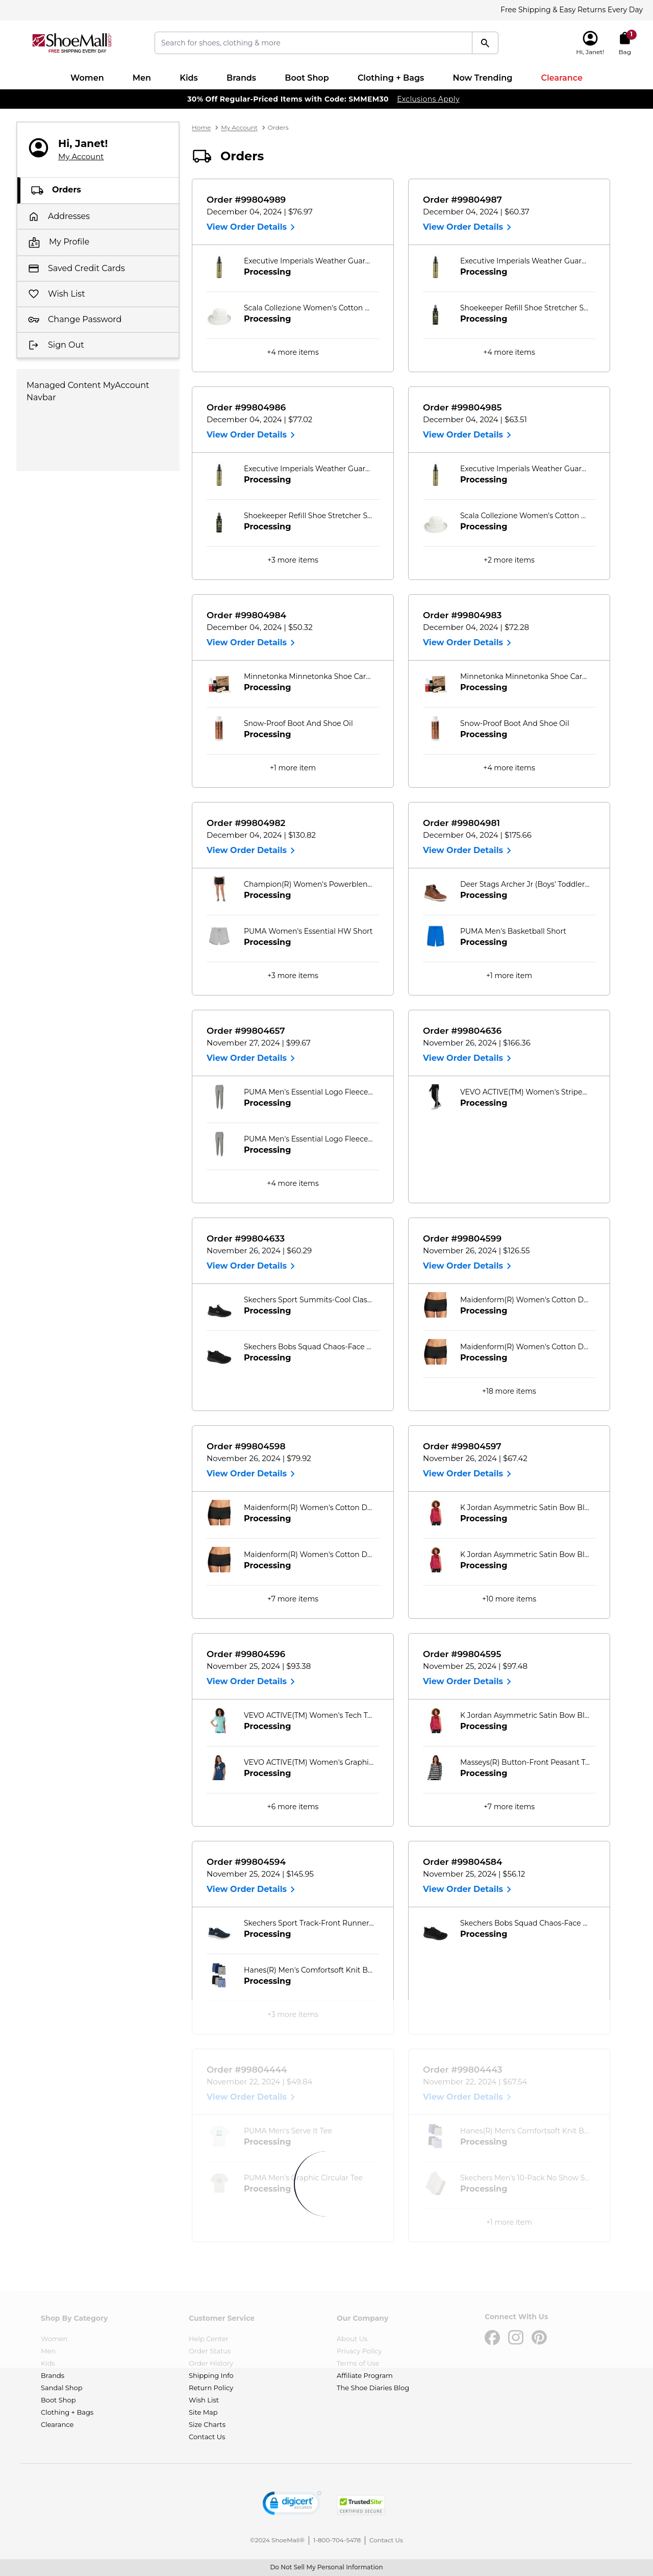 Free Shipping & Easy Returns Every Day
ShoeMall.com
FREE SHIPPING EVERY DAY
Search for shoes, clothing & more
Hi, Janet!
1
Bag
Women
Men
Kids
Brands
Boot Shop
Clothing + Bags
Now Trending
Clearance
30% Off Regular-Priced Items with Code: SMMEM30 Exclusions Apply
Hi, Janet!
My Account
Orders
Addresses
My Profile
Saved Credit Cards
Wish List
Change Password
Sign Out
Managed Content MyAccount
Navbar
Home > My Account > Orders
Orders
Order #99804989
December 04, 2024 | $76.97
View Order Details
Executive Imperials Weather Guar...
Processing
Scala Collezione Women's Cotton ...
Processing
+4 more items
Order #99804987
December 04, 2024 | $60.37
View Order Details
Executive Imperials Weather Guar...
Processing
Shoekeeper Refill Shoe Stretcher S...
Processing
+4 more items
Order #99804986
December 04, 2024 | $77.02
View Order Details
Executive Imperials Weather Guar...
Processing
Shoekeeper Refill Shoe Stretcher S...
Processing
+3 more items
Order #99804985
December 04, 2024 | $63.51
View Order Details
Executive Imperials Weather Guar...
Processing
Scala Collezione Women's Cotton ...
Processing
+2 more items
Order #99804984
December 04, 2024 | $50.32
View Order Details
Minnetonka Minnetonka Shoe Car...
Processing
Snow-Proof Boot And Shoe Oil
Processing
+1 more item
Order #99804983
December 04, 2024 | $72.28
View Order Details
Minnetonka Minnetonka Shoe Car...
Processing
Snow-Proof Boot And Shoe Oil
Processing
+4 more items
Order #99804982
December 04, 2024 | $130.82
View Order Details
Champion(R) Women's Powerblen...
Processing
PUMA Women's Essential HW Short
Processing
+3 more items
Order #99804981
December 04, 2024 | $175.66
View Order Details
Deer Stags Archer Jr (Boys' Toddler...
Processing
PUMA Men's Basketball Short
Processing
+1 more item
Order #99804657
November 27, 2024 | $99.67
View Order Details
PUMA Men's Essential Logo Fleece...
Processing
PUMA Men's Essential Logo Fleece...
Processing
+4 more items
Order #99804636
November 26, 2024 | $166.36
View Order Details
VEVO ACTIVE(TM) Women's Stripe...
Processing
Order #99804633
November 26, 2024 | $60.29
View Order Details
Skechers Sport Summits-Cool Clas...
Processing
Skechers Bobs Squad Chaos-Face ...
Processing
Order #99804599
November 26, 2024 | $126.55
View Order Details
Maidenform(R) Women's Cotton D...
Processing
Maidenform(R) Women's Cotton D...
Processing
+18 more items
Order #99804598
November 26, 2024 | $79.92
View Order Details
Maidenform(R) Women's Cotton D...
Processing
Maidenform(R) Women's Cotton D...
Processing
+7 more items
Order #99804597
November 26, 2024 | $67.42
View Order Details
K Jordan Asymmetric Satin Bow Bl...
Processing
K Jordan Asymmetric Satin Bow Bl...
Processing
+10 more items
Order #99804596
November 25, 2024 | $93.38
View Order Details
VEVO ACTIVE(TM) Women's Tech T...
Processing
VEVO ACTIVE(TM) Women's Graphi...
Processing
+6 more items
Order #99804595
November 25, 2024 | $97.48
View Order Details
K Jordan Asymmetric Satin Bow Bl...
Processing
Masseys(R) Button-Front Peasant T...
Processing
+7 more items
Order #99804594
November 25, 2024 | $145.95
View Order Details
Skechers Sport Track-Front Runner...
Processing
Hanes(R) Men's Comfortsoft Knit B...
Processing
+3 more items
Order #99804584
November 25, 2024 | $56.12
View Order Details
Skechers Bobs Squad Chaos-Face ...
Processing
Order #99804444
November 22, 2024 | $49.84
View Order Details
PUMA Men's Serve It Tee
Processing
PUMA Men's Graphic Circular Tee
Processing
Order #99804443
November 22, 2024 | $67.54
View Order Details
Hanes(R) Men's Comfortsoft Knit B...
Processing
Skechers Men's 10-Pack No Show S...
Processing
+1 more item
Shop By Category
Women
Men
Kids
Brands
Sandal Shop
Boot Shop
Clothing + Bags
Clearance
Customer Service
Help Center
Order Status
Order History
Shipping Info
Return Policy
Wish List
Site Map
Size Charts
Contact Us
Our Company
About Us
Privacy Policy
Terms of Use
Affiliate Program
The Shoe Diaries Blog
Connect With Us
digicert
SECURED
TrustedSite
CERTIFIED SECURE
©2024 ShoeMall® | 1-800-704-5478 | Contact Us
Do Not Sell My Personal Information